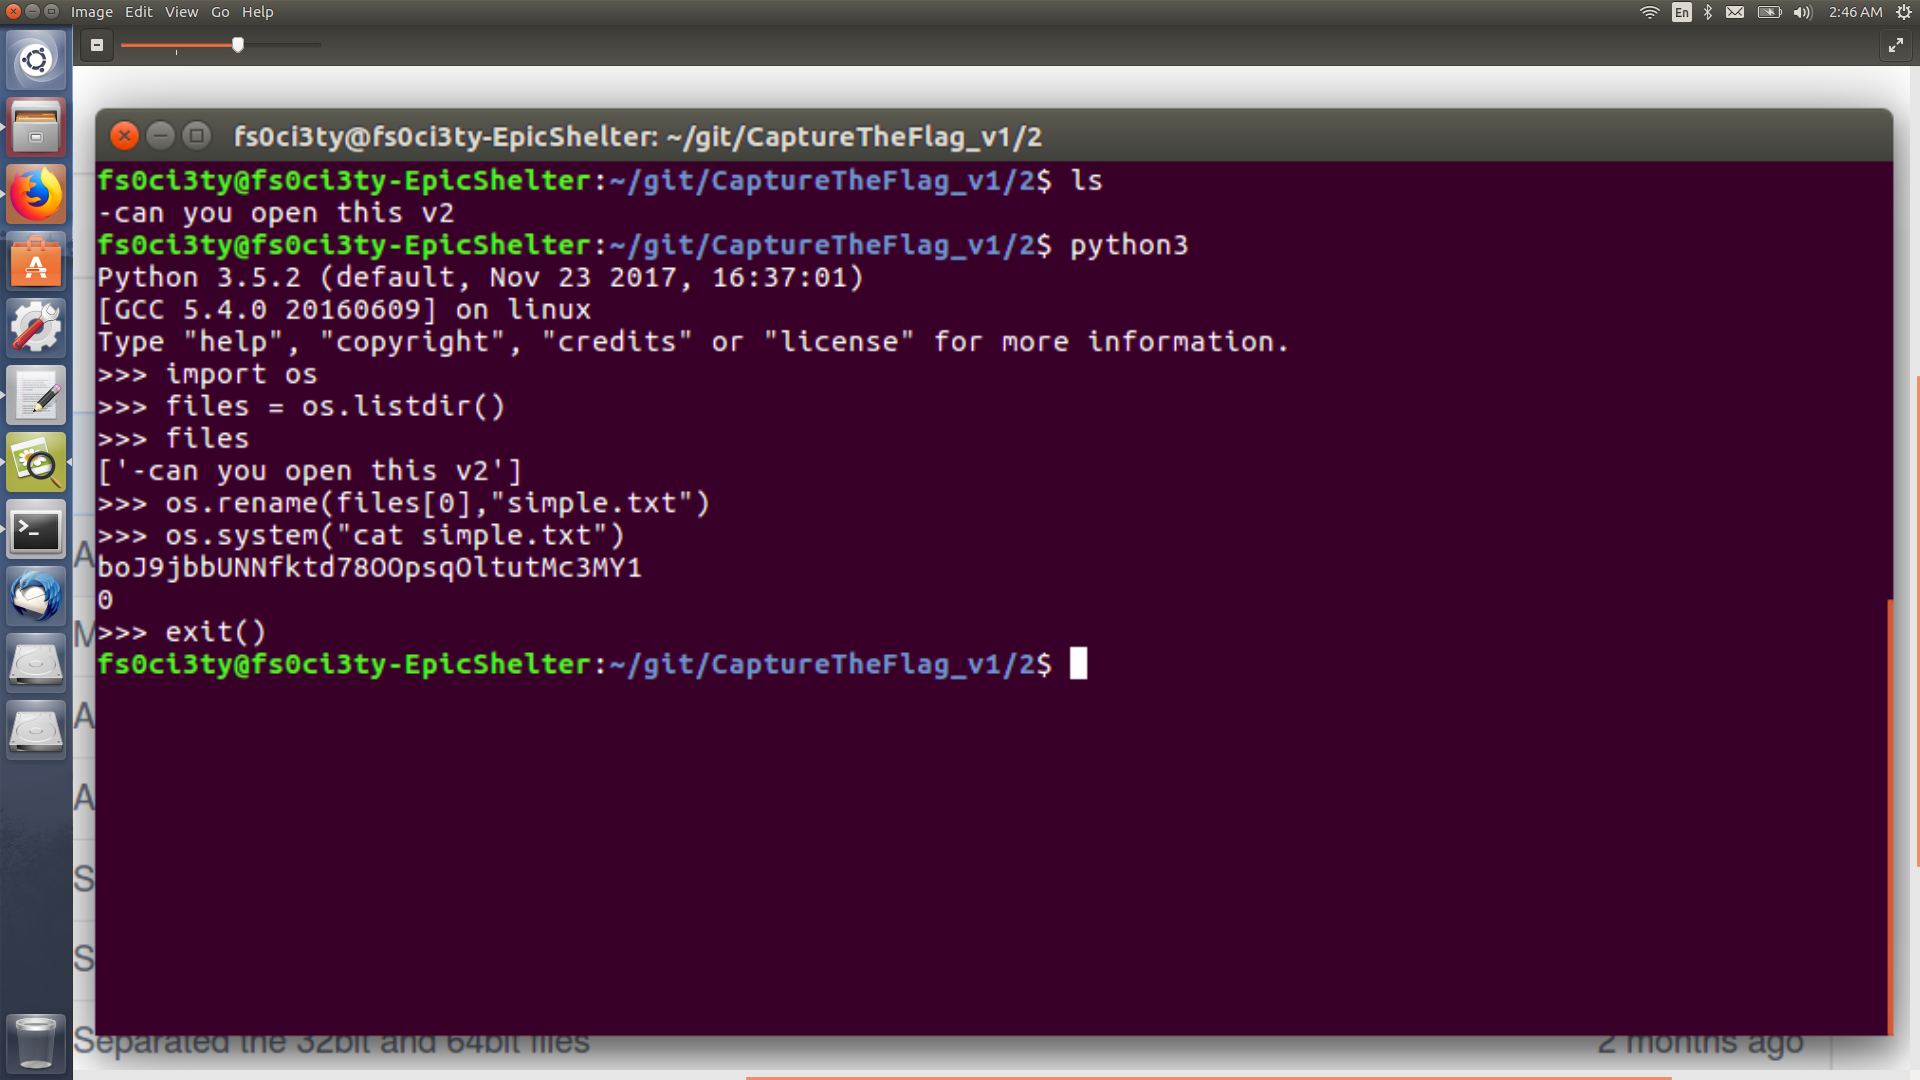 Image Edit View Go Help
En 2:46 AM
fs0ci3ty@fs0ci3ty-EpicShelter: ~/git/CaptureTheFlag_v1/2
fs0ci3ty@fs0ci3ty-EpicShelter:~/git/CaptureTheFlag_v1/2$ ls
-can you open this v2
fs0ci3ty@fs0ci3ty-EpicShelter:~/git/CaptureTheFlag_v1/2$ python3
Python 3.5.2 (default, Nov 23 2017, 16:37:01)
[GCC 5.4.0 20160609] on linux
Type "help", "copyright", "credits" or "license" for more information.
>>> import os
>>> files = os.listdir()
>>> files
['-can you open this v2']
>>> os.rename(files[0],"simple.txt")
>>> os.system("cat simple.txt")
boJ9jbbUNNfktd78OOpsqOltutMc3MY1
0
>>> exit()
fs0ci3ty@fs0ci3ty-EpicShelter:~/git/CaptureTheFlag_v1/2$
Separated the 32bit and 64bit files
2 months ago